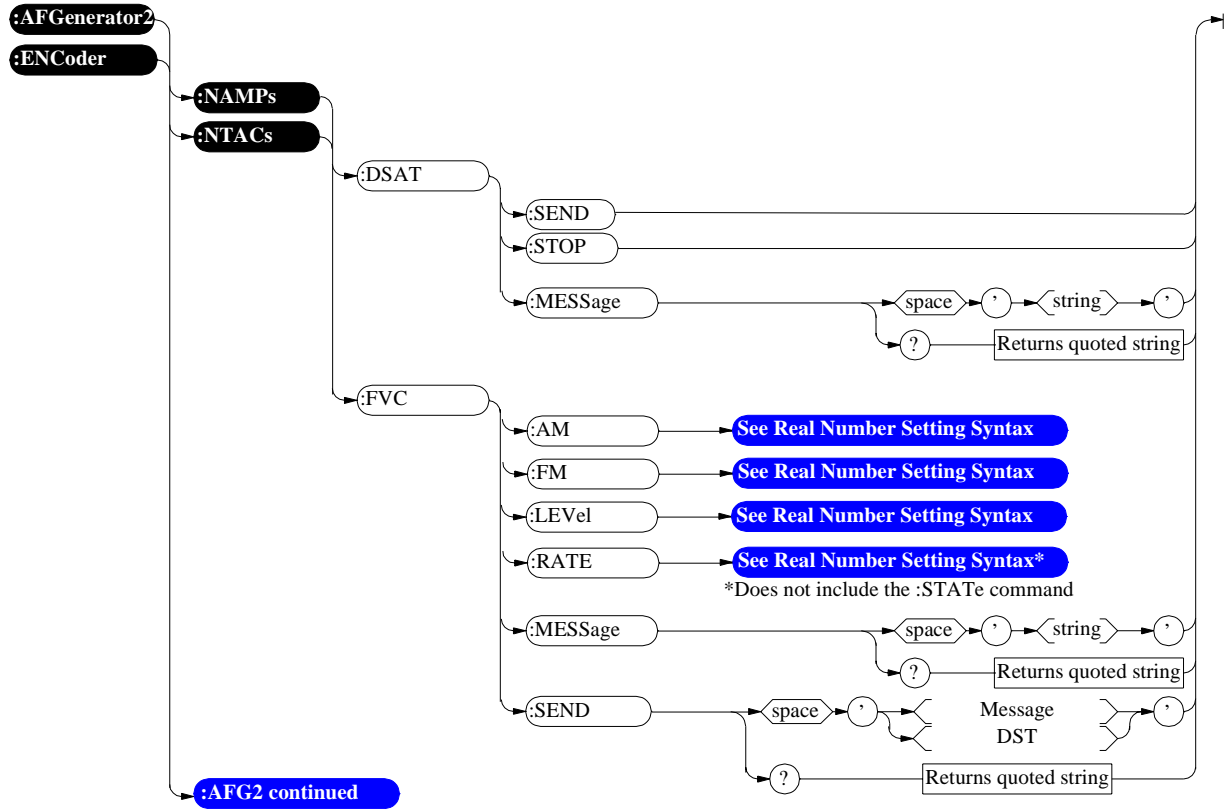 :AFGenerator2
:ENCoder
:NAMPs
:NTACs
:DSAT
:SEND
:STOP
:MESSage
space
’
string
’
?
Returns quoted string
:FVC
:AM
See Real Number Setting Syntax
:FM
See Real Number Setting Syntax
:LEVel
See Real Number Setting Syntax
:RATE
See Real Number Setting Syntax*
*Does not include the :STATe command
:MESSage
space
’
string
’
?
Returns quoted string
:SEND
space
’
Message
’
DST
?
Returns quoted string
:AFG2 continued